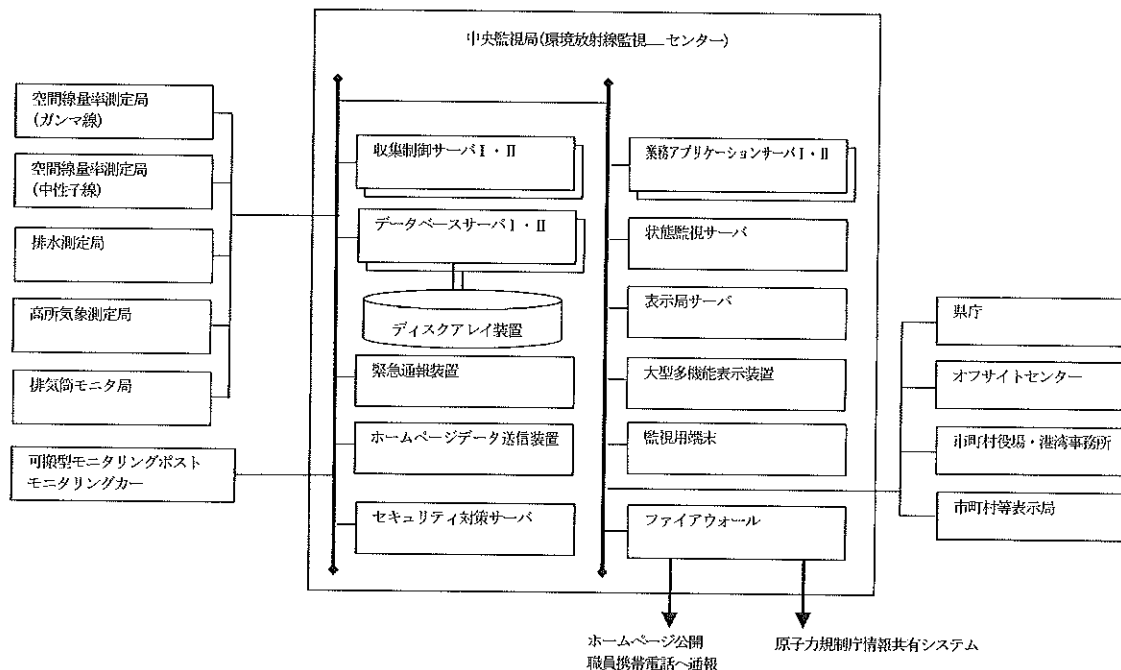 中央監視局(環境放射線監視__センター)
空間線量率測定局
(ガンマ線)
空間線量率測定局
(中性子線)
排水測定局
高所気象測定局
排気筒モニタ局
可搬型モニタリングポスト
モニタリングカー
収集制御サーバⅠ・Ⅱ
データベースサーバⅠ・Ⅱ
ディスクアレイ装置
緊急通報装置
ホームページデータ送信装置
セキュリティ対策サーバ
業務アプリケーションサーバⅠ・Ⅱ
状態監視サーバ
表示局サーバ
大型多機能表示装置
監視用端末
ファイアウォール
県庁
オフサイトセンター
市町村役場・港湾事務所
市町村等表示局
ホームページ公開
職員携帯電話へ通報
原子力規制庁情報共有システム